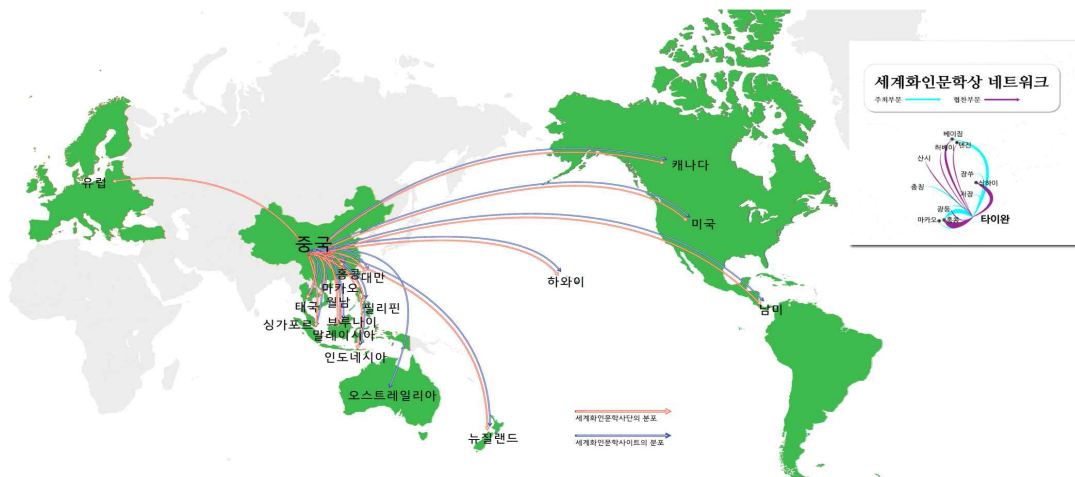 세계화인문학상 네트워크
주최부문
협찬부문
베이징
허베이
텐진
산시
장쑤
상하이
충칭
저장
광둥
마카오
홍콩
타이완
캐나다
유럽
미국
중국
홍콩
대만
하와이
마카오
태국
월남
필리핀
남미
싱가포르
브루나이
말레이시아
인도네시아
오스트레일리아
뉴질랜드
세계화인문학사단의 분포
세계화인문학사이트의 분포